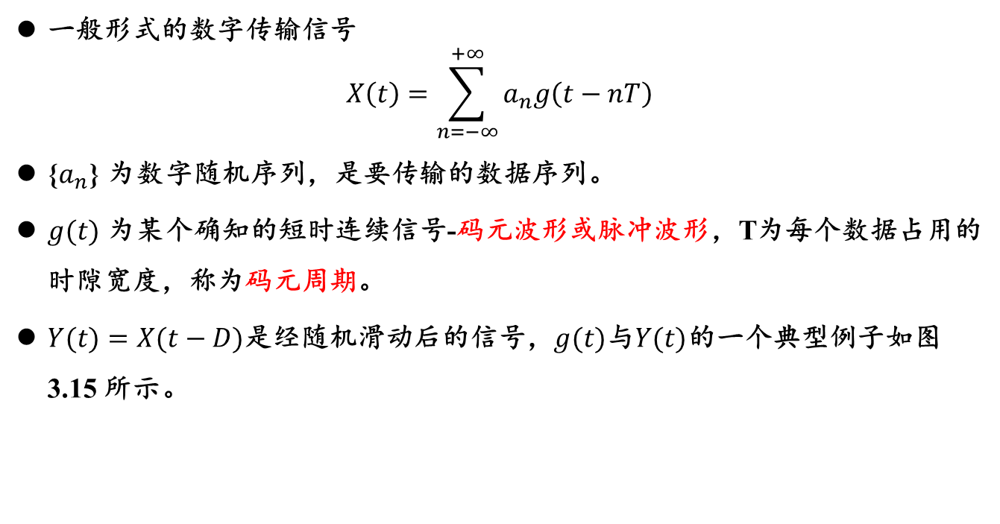 ● 一般形式的数字传输信号
X(t) = ∑_{n=−∞}^{+∞} a_n g(t − nT)
● {a_n} 为数字随机序列，是要传输的数据序列。
● g(t) 为某个确知的短时连续信号-码元波形或脉冲波形，T为每个数据占用的
时隙宽度，称为码元周期。
● Y(t) = X(t − D)是经随机滑动后的信号，g(t)与Y(t)的一个典型例子如图
3.15 所示。